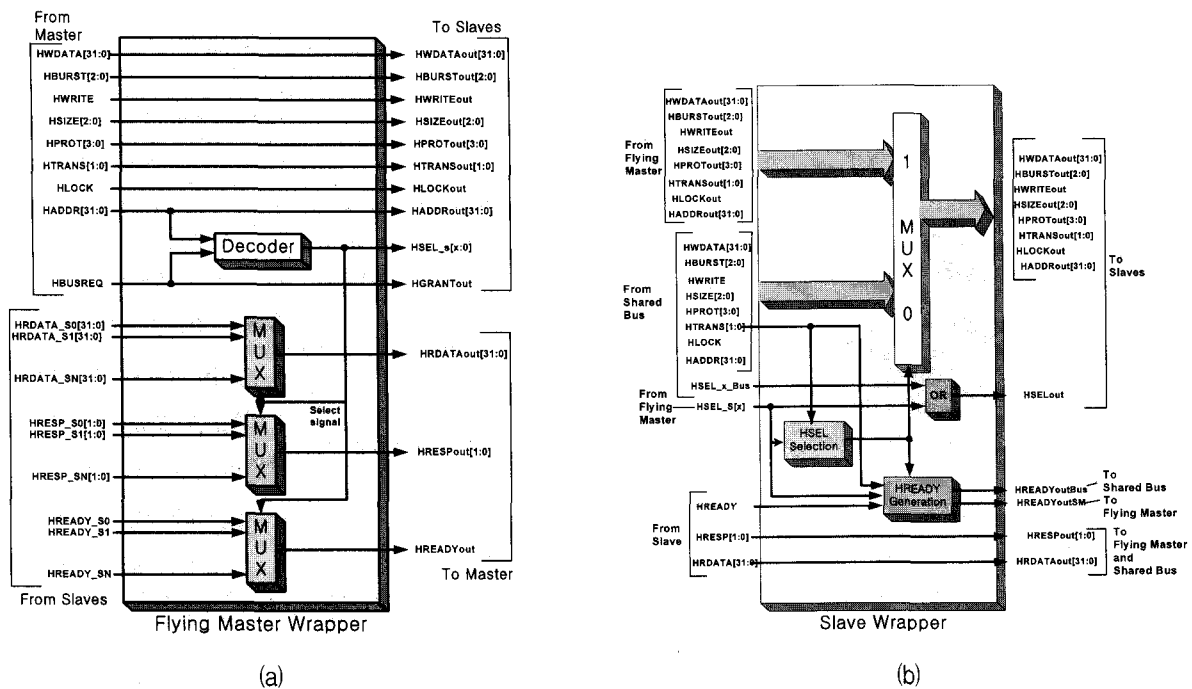 From
Master
To Slaves
HWDATA[31:0]
HWDATAout[31:0]
HBURST[2:0]
HBURSTout[2:0]
HWRITE
HWRITEout
HSIZE[2:0]
HSIZEout[2:0]
HPROT[3:0]
HPROTout[3:0]
HTRANS[1:0]
HTRANSout[1:0]
HLOCK
HLOCKout
HADDR[31:0]
HADDRout[31:0]
Decoder
HSEL_s[x:0]
HBUSREQ
HGRANTout
HRDATA_S0[31:0]
HRDATA_S1[31:0]
MUX
HRDATAout[31:0]
HRDATA_SN[31:0]
Select
signal
HRESP_S0[1:0]
HRESP_S1[1:0]
MUX
HRESPout[1:0]
HRESP_SN[1:0]
HREADY_S0
HREADY_S1
MUX
HREADYout
HREADY_SN
To Master
From Slaves
Flying Master Wrapper
(a)
From
Flying
Master
HWDATAout[31:0]
HBURSTout[2:0]
HWRITEout
HSIZEout[2:0]
HPROTout[3:0]
HTRANSout[1:0]
HLOCKout
HADDRout[31:0]
1
MUX
0
HWDATAout[31:0]
HBURSTout[2:0]
HWRITEout
HSIZEout[2:0]
HPROTout[3:0]
HTRANSout[1:0]
HLOCKout
HADDRout[31:0]
To
Slaves
From
Shared
Bus
HWDATA[31:0]
HBURST[2:0]
HWRITE
HSIZE[2:0]
HPROT[3:0]
HTRANS[1:0]
HLOCK
HADDR[31:0]
HSEL_x_Bus
From
Flying
Master
HSEL_S[x]
OR
HSELout
HSEL
Selection
HREADY
Generation
HREADYoutBus
To
Shared Bus
HREADYoutSM
To
Flying Master
From
Slave
HREADY
HRESP[1:0]
HRDATA[31:0]
HRESPout[1:0]
HRDATAout[31:0]
To
Flying Master
and
Shared Bus
Slave Wrapper
(b)